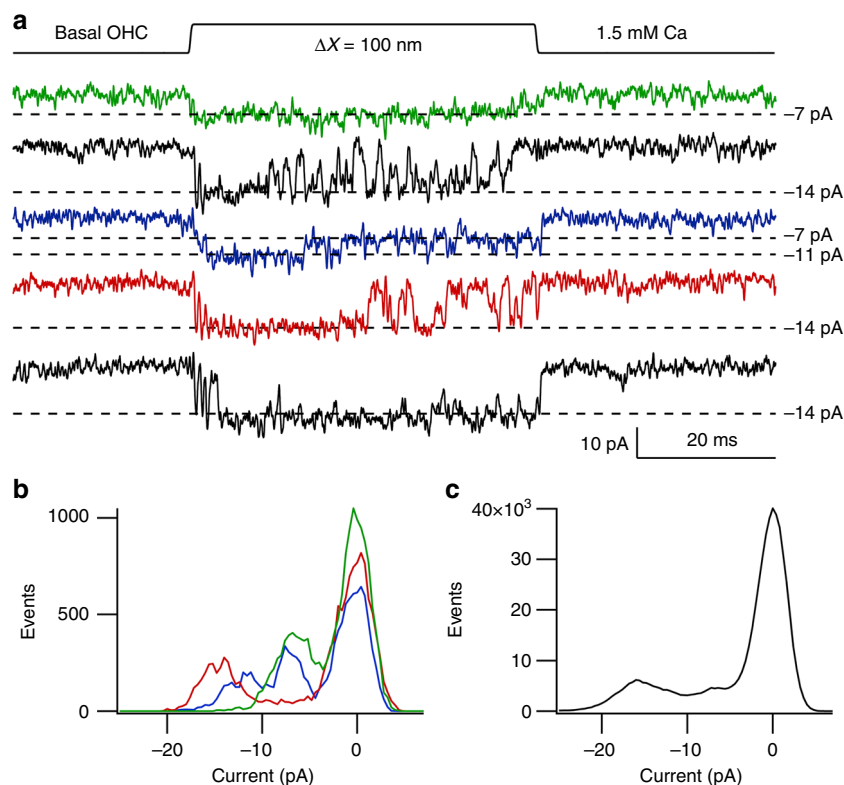 a
Basal OHC
ΔX = 100 nm
1.5 mM Ca
–7 pA
–14 pA
–7 pA
–11 pA
–14 pA
–14 pA
10 pA
20 ms
b
c
1000
500
0
Events
–20
–10
0
Current (pA)
40×10³
30
20
10
0
Events
–20
–10
0
Current (pA)